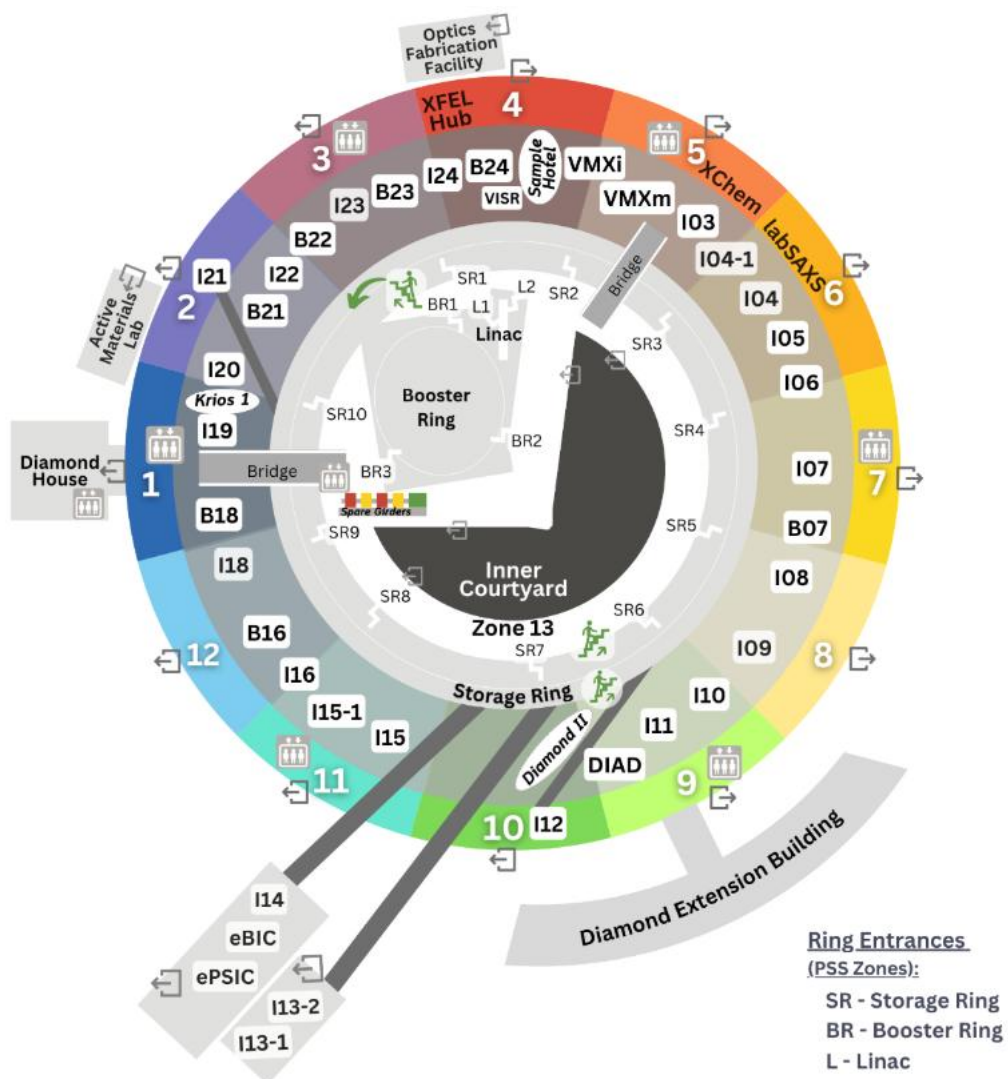 Optics
Fabrication
Facility
XFEL
Hub
4
3
5
XChem
I24
B24
Sample
Hotel
VMXi
VISR
B23
I23
VMXm
I03
labSAXS
B22
I04-1
6
I21
I22
I04
2
B21
Bridge
SR1
L2
SR2
BR1
L1
Linac
SR3
I05
Active
Materials
Lab
I20
I06
Krios 1
Booster
Ring
SR10
I19
SR4
BR2
Diamond
House
1
Bridge
BR3
I07
7
Spare Girders
B18
SR9
SR5
B07
I18
Inner
Courtyard
I08
SR8
SR6
Zone 13
B16
I09
12
SR7
8
I16
Storage Ring
I10
I15-1
I11
I15
Diamond II
DIAD
11
9
10
I12
Diamond Extension Building
I14
eBIC
ePSIC
I13-2
I13-1
Ring Entrances
(PSS Zones):
SR - Storage Ring
BR - Booster Ring
L - Linac